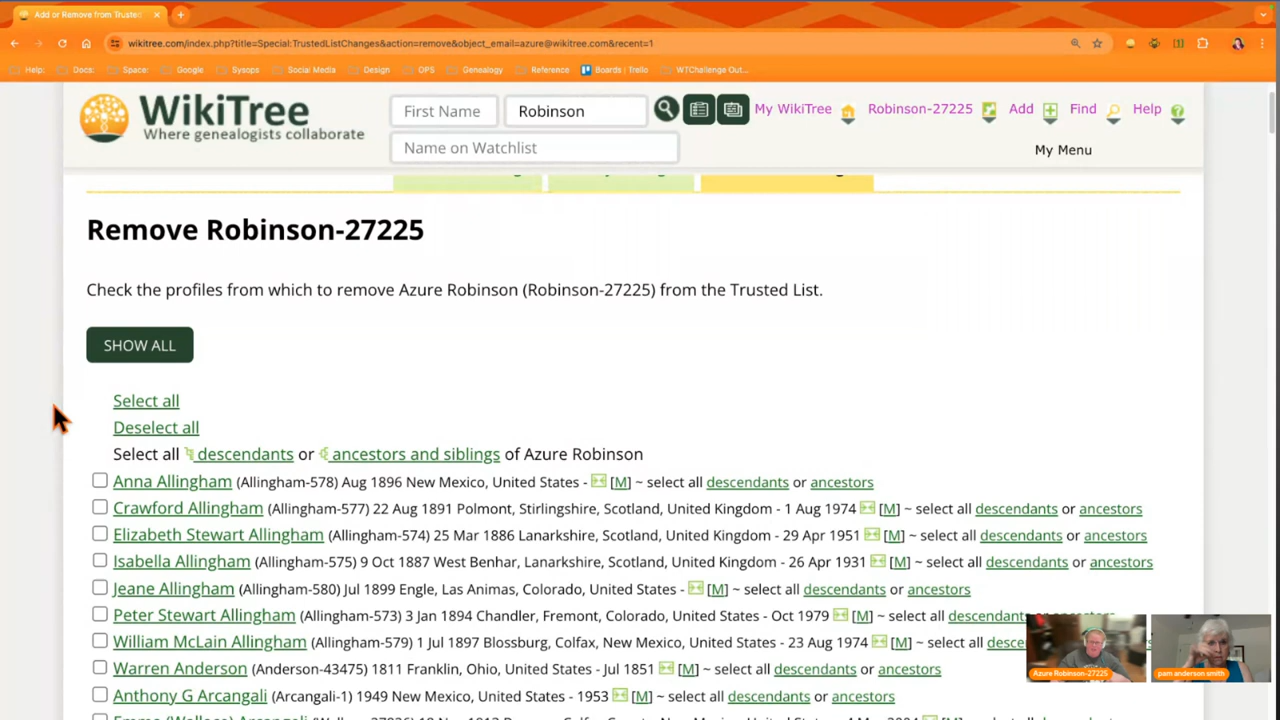 Add or Remove from Trusted
wikitree.com/index.php?title=Special:TrustedListChanges&action=remove&object_email=azure@wikitree.com&recent=1
Help: Docs: Space: Google Sysops Social Media Design OPS Genealogy Reference Boards | Trello WTChallenge Out...
WikiTree
Where genealogists collaborate
First Name Robinson My WikiTree Robinson-27225 Add Find Help
Name on Watchlist My Menu
Remove Robinson-27225
Check the profiles from which to remove Azure Robinson (Robinson-27225) from the Trusted List.
SHOW ALL
Select all
Deselect all
Select all descendants or ancestors and siblings of Azure Robinson
Anna Allingham (Allingham-578) Aug 1896 New Mexico, United States - [M] ~ select all descendants or ancestors
Crawford Allingham (Allingham-577) 22 Aug 1891 Polmont, Stirlingshire, Scotland, United Kingdom - 1 Aug 1974 [M] ~ select all descendants or ancestors
Elizabeth Stewart Allingham (Allingham-574) 25 Mar 1886 Lanarkshire, Scotland, United Kingdom - 29 Apr 1951 [M] ~ select all descendants or ancestors
Isabella Allingham (Allingham-575) 9 Oct 1887 West Benhar, Lanarkshire, Scotland, United Kingdom - 26 Apr 1931 [M] ~ select all descendants or ancestors
Jeane Allingham (Allingham-580) Jul 1899 Engle, Las Animas, Colorado, United States - [M] ~ select all descendants or ancestors
Peter Stewart Allingham (Allingham-573) 3 Jan 1894 Chandler, Fremont, Colorado, United States - Oct 1979 [M] ~ select all descendants or ancestors
William McLain Allingham (Allingham-579) 1 Jul 1897 Blossburg, Colfax, New Mexico, United States - 23 Aug 1974 [M] ~ select all desce
Warren Anderson (Anderson-43475) 1811 Franklin, Ohio, United States - Jul 1851 [M] ~ select all descendants or ancestors
Azure Robinson-27225 pam anderson smith
Anthony G Arcangali (Arcangali-1) 1949 New Mexico, United States - 1953 [M] ~ select all descendants or ancestors